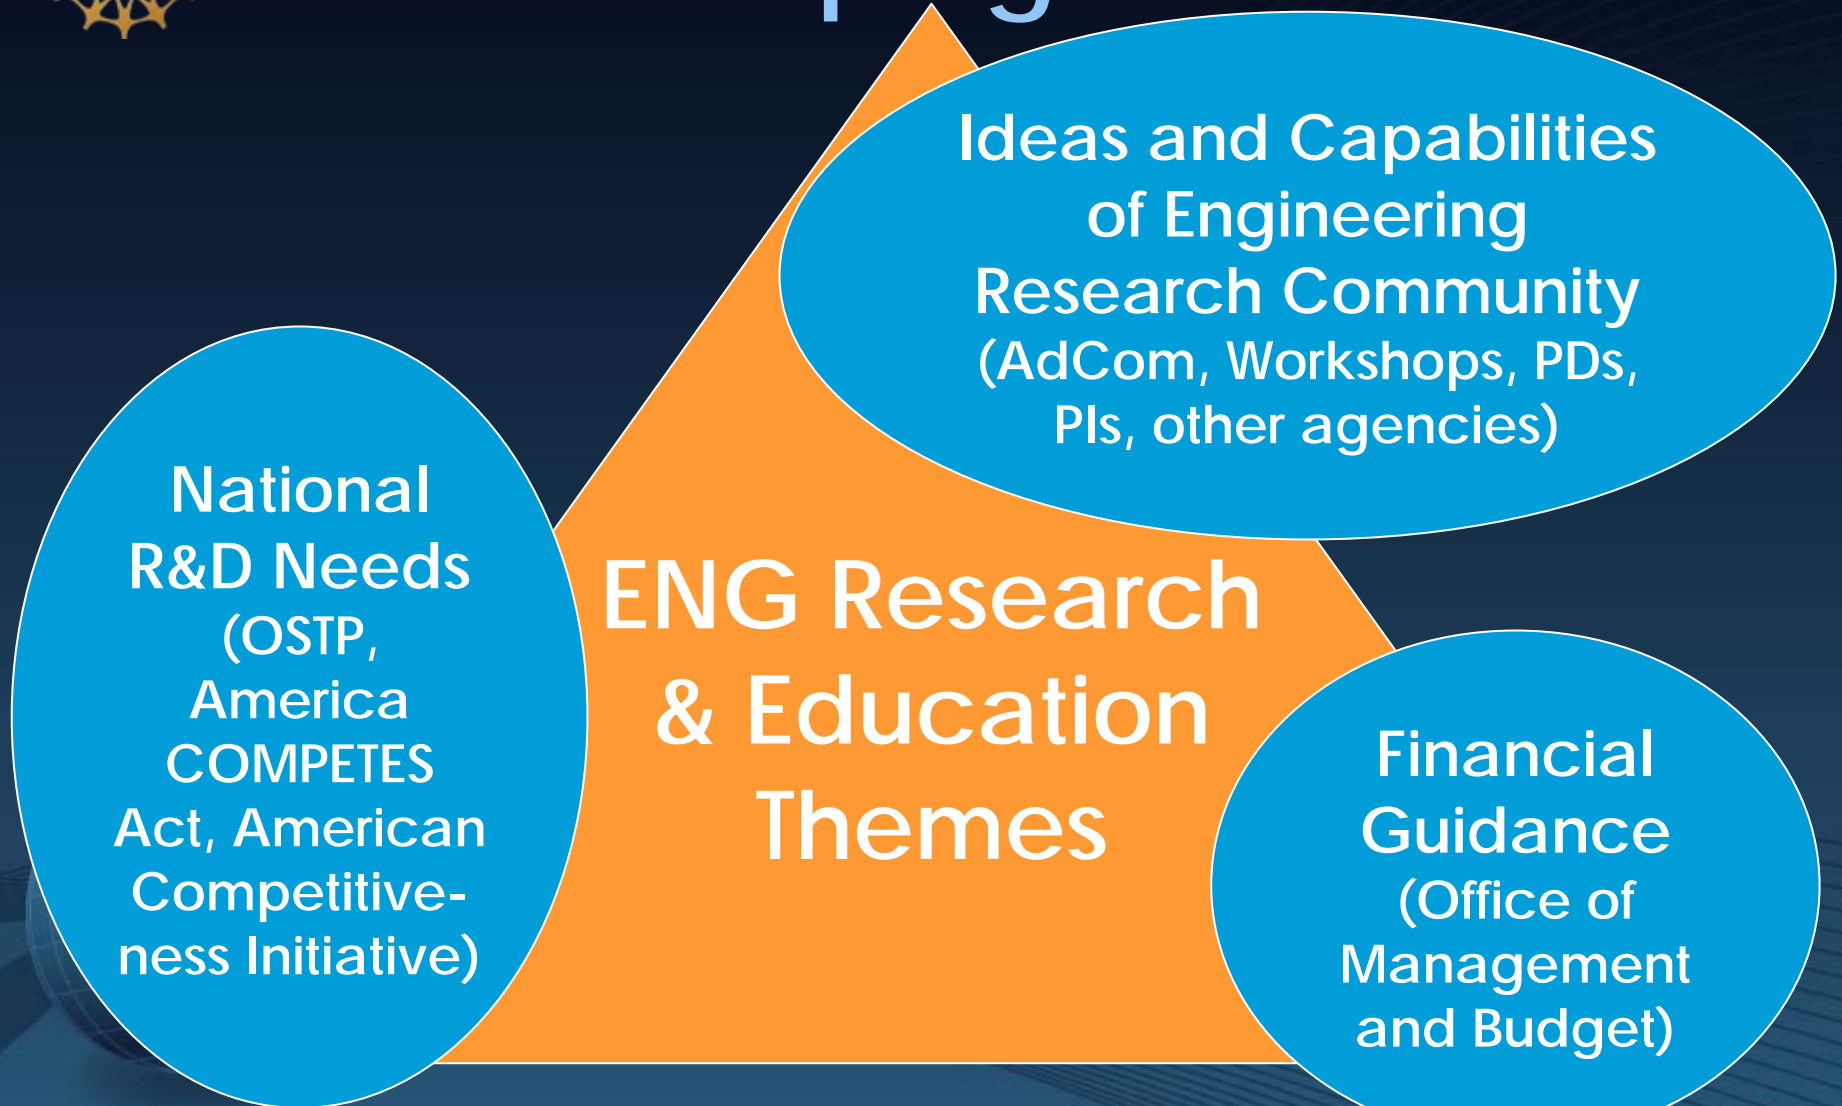 Ideas and Capabilities
of Engineering
Research Community
(AdCom, Workshops, PDs,
PIs, other agencies)
National
R&D Needs
(OSTP,
America
COMPETES
Act, American
Competitive-
ness Initiative)
ENG Research
& Education
Themes
Financial
Guidance
(Office of
Management
and Budget)